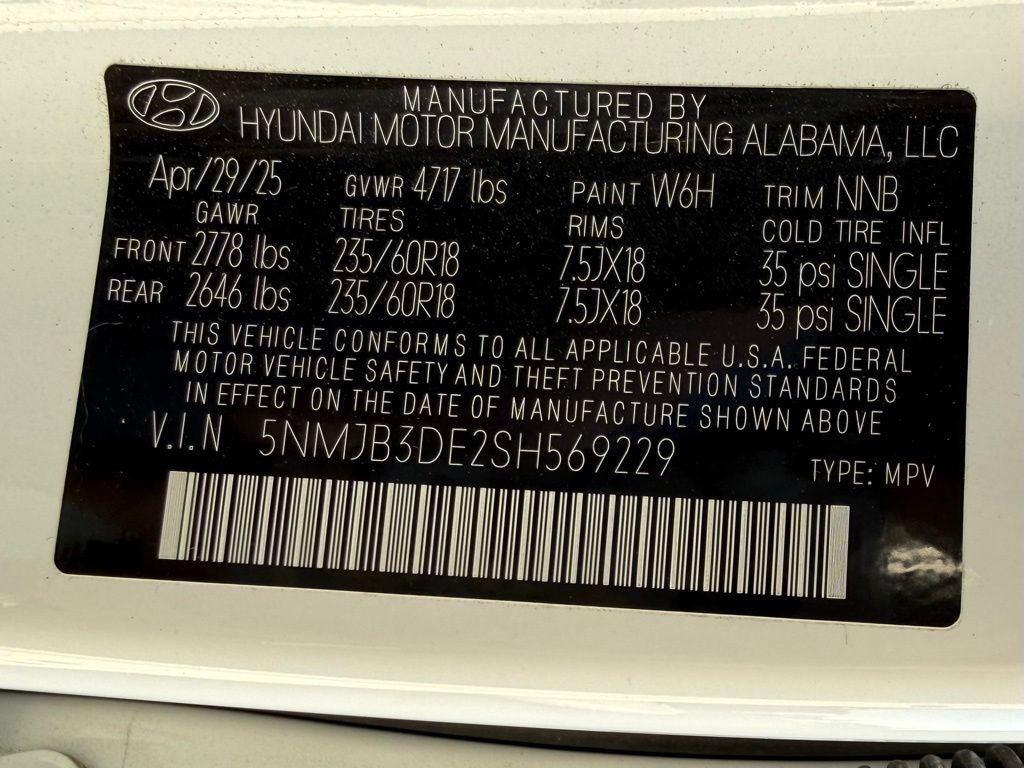 MANUFACTURED BY
HYUNDAI MOTOR MANUFACTURING ALABAMA, LLC
Apr/29/25 GVWR 4717 lbs PAINT W6H TRIM NNB
GAWR TIRES RIMS COLD TIRE INFL
FRONT 2778 lbs 235/60R18 7.5JX18 35 psi SINGLE
REAR 2646 lbs 235/60R18 7.5JX18 35 psi SINGLE
THIS VEHICLE CONFORMS TO ALL APPLICABLE U.S.A. FEDERAL
MOTOR VEHICLE SAFETY AND THEFT PREVENTION STANDARDS
IN EFFECT ON THE DATE OF MANUFACTURE SHOWN ABOVE
V.I.N 5NMJB3DE2SH569229 TYPE: MPV